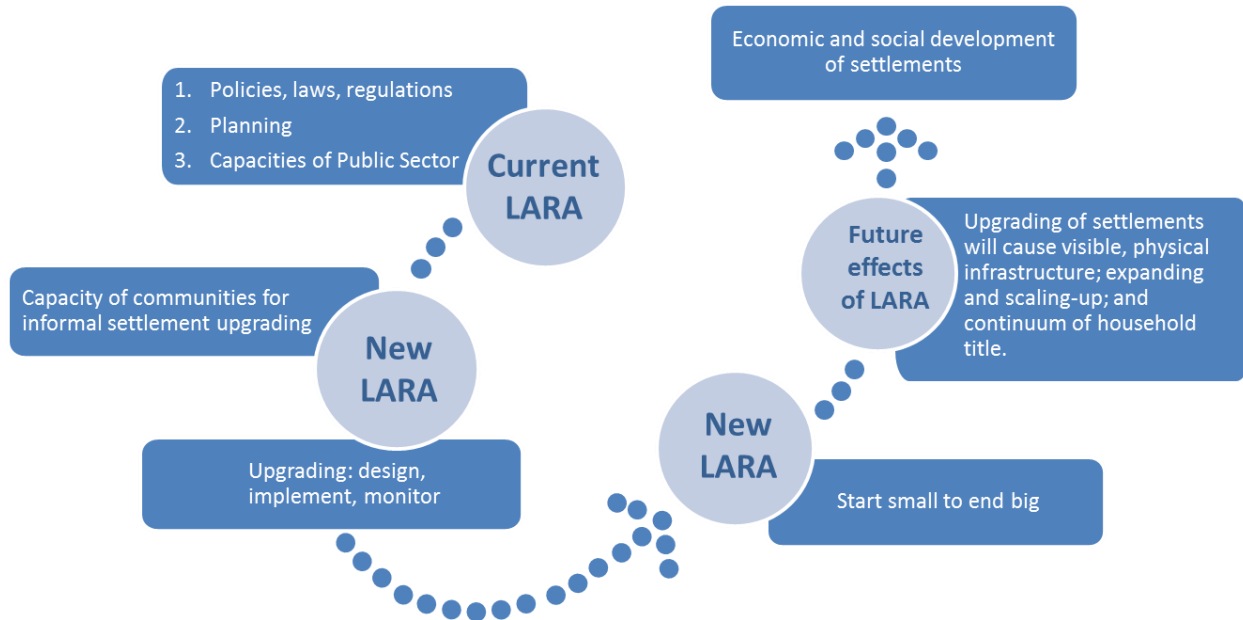 1. Policies, laws, regulations
2. Planning
3. Capacities of Public Sector
Current
LARA
Capacity of communities for
informal settlement upgrading
New
LARA
Upgrading: design,
implement, monitor
New
LARA
Start small to end big
Future
effects
of LARA
Upgrading of settlements
will cause visible, physical
infrastructure; expanding
and scaling-up; and
continuum of household
title.
Economic and social development
of settlements